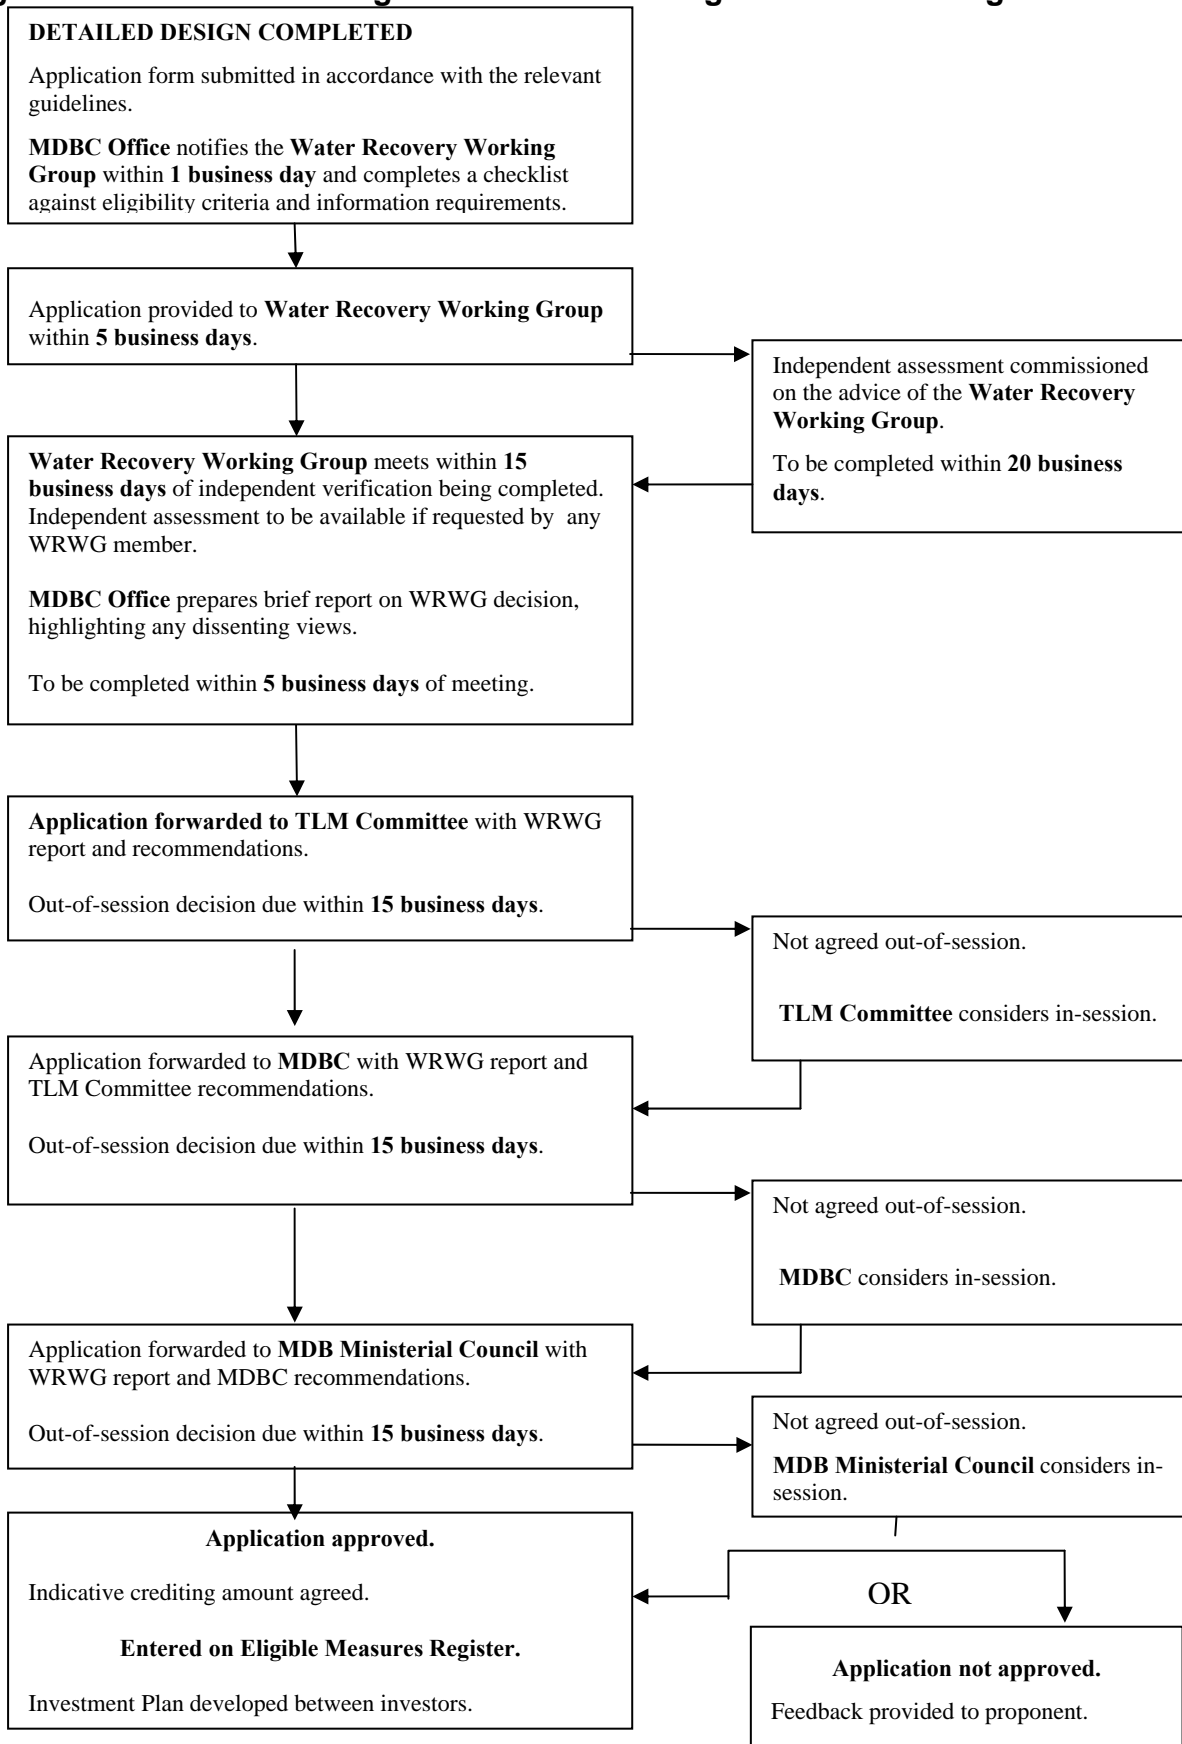 DETAILED DESIGN COMPLETED
Application form submitted in accordance with the relevant
guidelines.
MDBC Office notifies the Water Recovery Working
Group within 1 business day and completes a checklist
against eligibility criteria and information requirements.
Application provided to Water Recovery Working Group
within 5 business days.
Independent assessment commissioned
on the advice of the Water Recovery
Working Group.
To be completed within 20 business
days.
Water Recovery Working Group meets within 15
business days of independent verification being completed.
Independent assessment to be available if requested by any
WRWG member.
MDBC Office prepares brief report on WRWG decision,
highlighting any dissenting views.
To be completed within 5 business days of meeting.
Application forwarded to TLM Committee with WRWG
report and recommendations.
Out-of-session decision due within 15 business days.
Not agreed out-of-session.
TLM Committee considers in-session.
Application forwarded to MDBC with WRWG report and
TLM Committee recommendations.
Out-of-session decision due within 15 business days.
Not agreed out-of-session.
MDBC considers in-session.
Application forwarded to MDB Ministerial Council with
WRWG report and MDBC recommendations.
Out-of-session decision due within 15 business days.
Not agreed out-of-session.
MDB Ministerial Council considers in-
session.
Application approved.
Indicative crediting amount agreed.
Entered on Eligible Measures Register.
Investment Plan developed between investors.
OR
Application not approved.
Feedback provided to proponent.